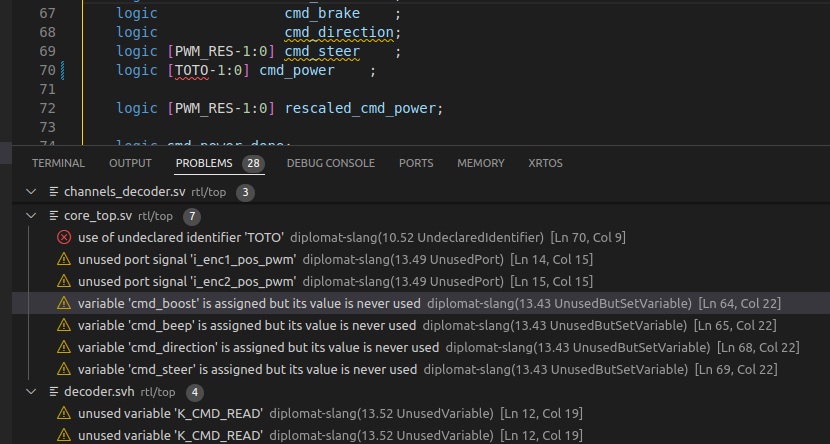 67 logic cmd_brake ;
68 logic cmd_direction;
69 logic [PWM_RES-1:0] cmd_steer ;
70 logic [TOTO-1:0] cmd_power ;
71
72 logic [PWM_RES-1:0] rescaled_cmd_power;
73
74 logic cmd_power_done;
TERMINAL OUTPUT PROBLEMS 28 DEBUG CONSOLE PORTS MEMORY XRTOS
channels_decoder.sv rtl/top 3
core_top.sv rtl/top 7
use of undeclared identifier 'TOTO' diplomat-slang(10.52 UndeclaredIdentifier) [Ln 70, Col 9]
unused port signal 'i_enc1_pos_pwm' diplomat-slang(13.49 UnusedPort) [Ln 14, Col 15]
unused port signal 'i_enc2_pos_pwm' diplomat-slang(13.49 UnusedPort) [Ln 15, Col 15]
variable 'cmd_boost' is assigned but its value is never used diplomat-slang(13.43 UnusedButSetVariable) [Ln 64, Col 22]
variable 'cmd_beep' is assigned but its value is never used diplomat-slang(13.43 UnusedButSetVariable) [Ln 65, Col 22]
variable 'cmd_direction' is assigned but its value is never used diplomat-slang(13.43 UnusedButSetVariable) [Ln 68, Col 22]
variable 'cmd_steer' is assigned but its value is never used diplomat-slang(13.43 UnusedButSetVariable) [Ln 69, Col 22]
decoder.svh rtl/top 4
unused variable 'K_CMD_READ' diplomat-slang(13.52 UnusedVariable) [Ln 12, Col 19]
unused variable 'K_CMD_READ' diplomat-slang(13.52 UnusedVariable) [Ln 12, Col 19]